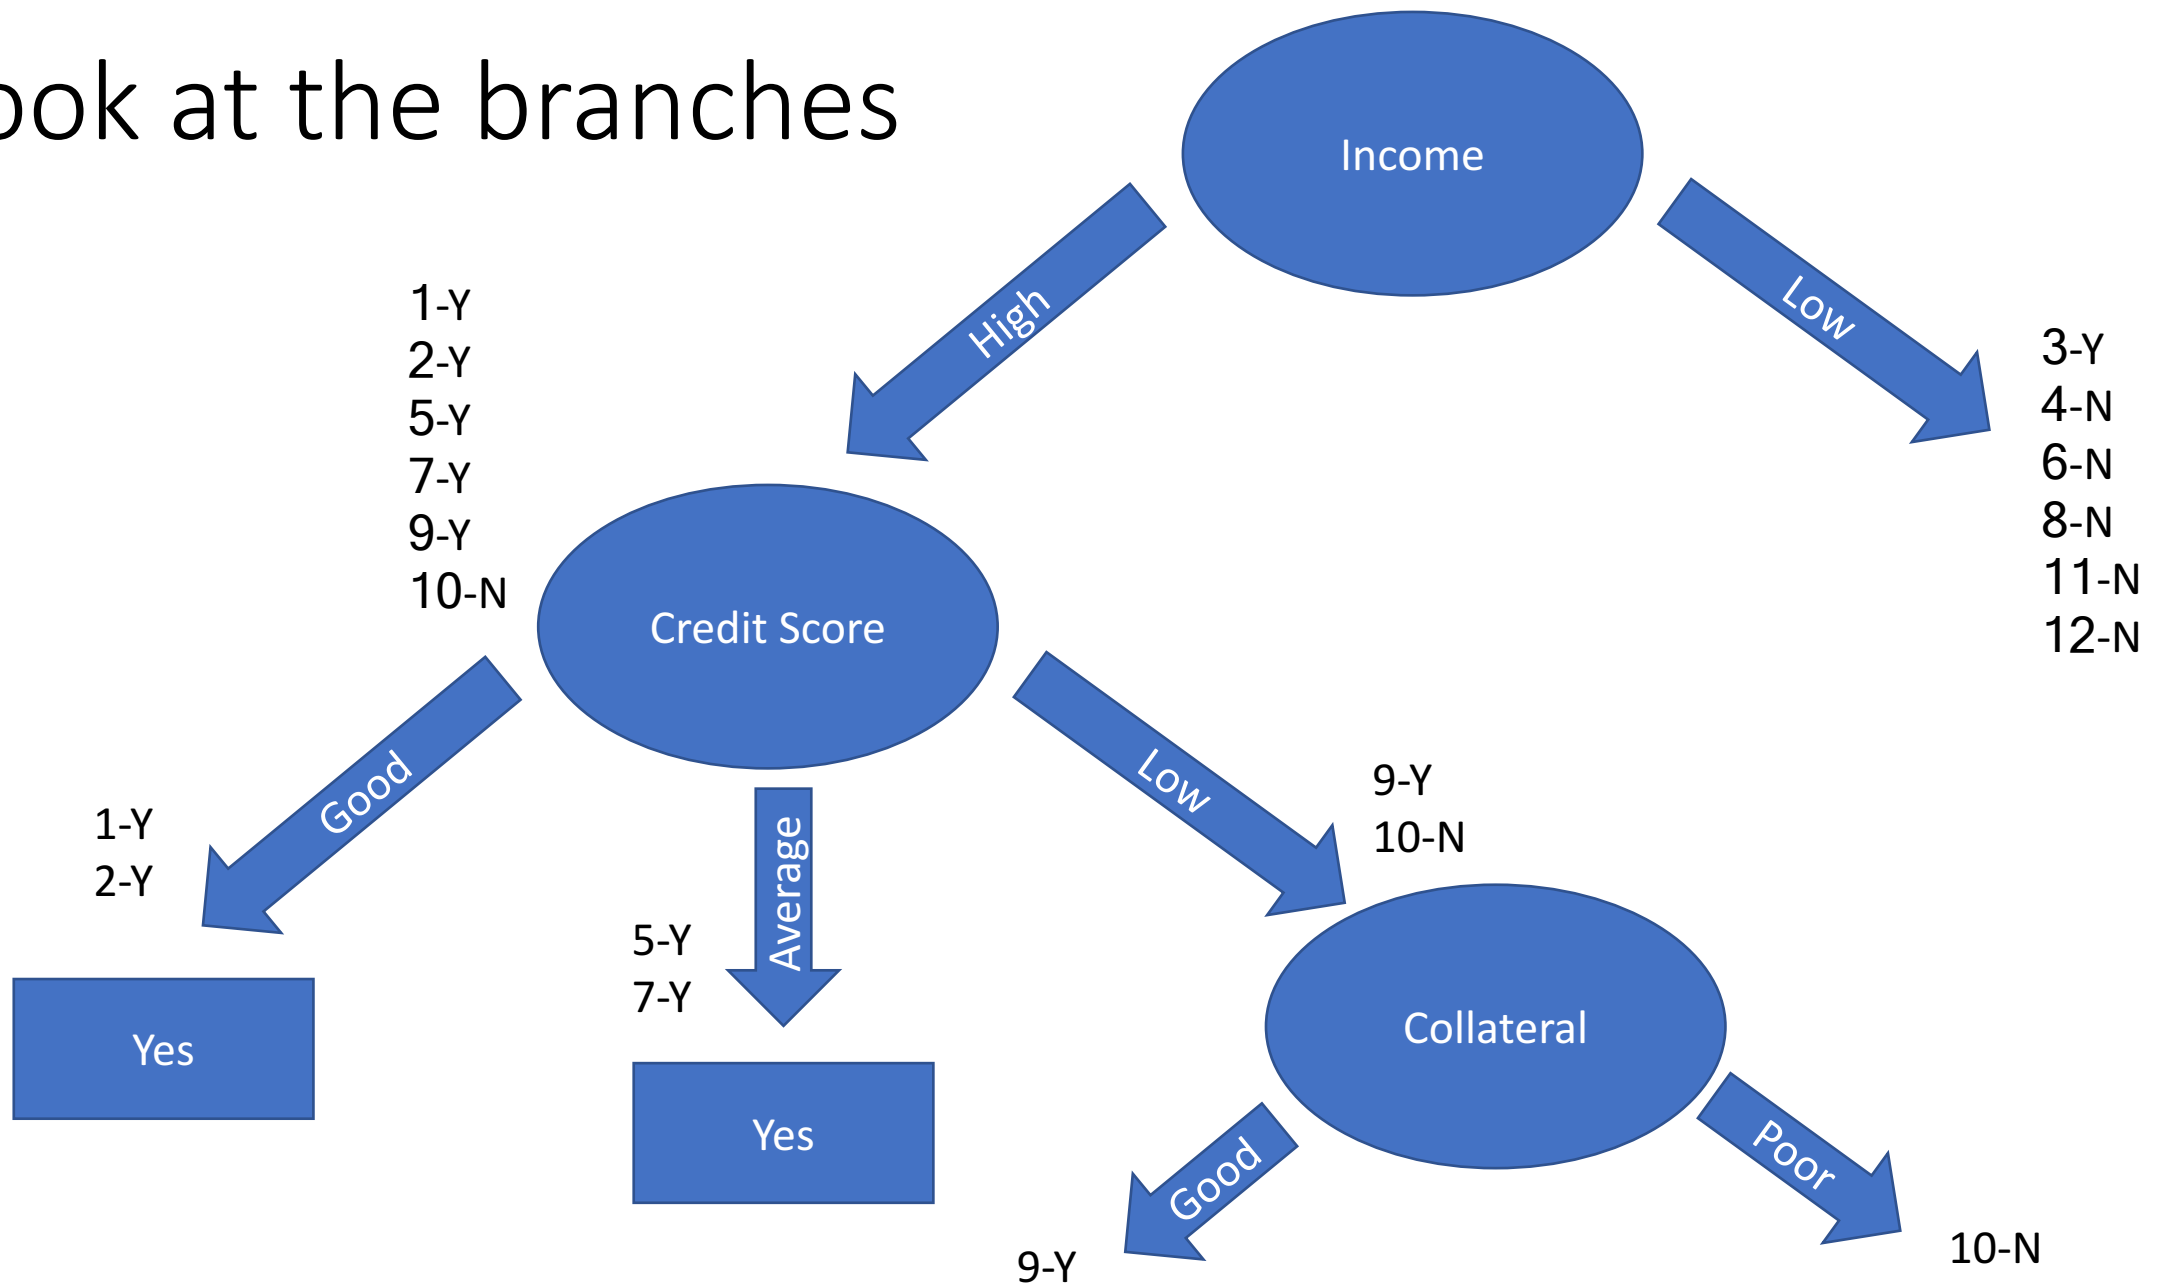 at the branches
Income
High
Low
1-Y
2-Y
5-Y
7-Y
9-Y
10-N
3-Y
4-N
6-N
8-N
11-N
12-N
Credit Score
Good
Average
Low
1-Y
2-Y
5-Y
7-Y
9-Y
10-N
Yes
Yes
Collateral
Good
Poor
9-Y
10-N